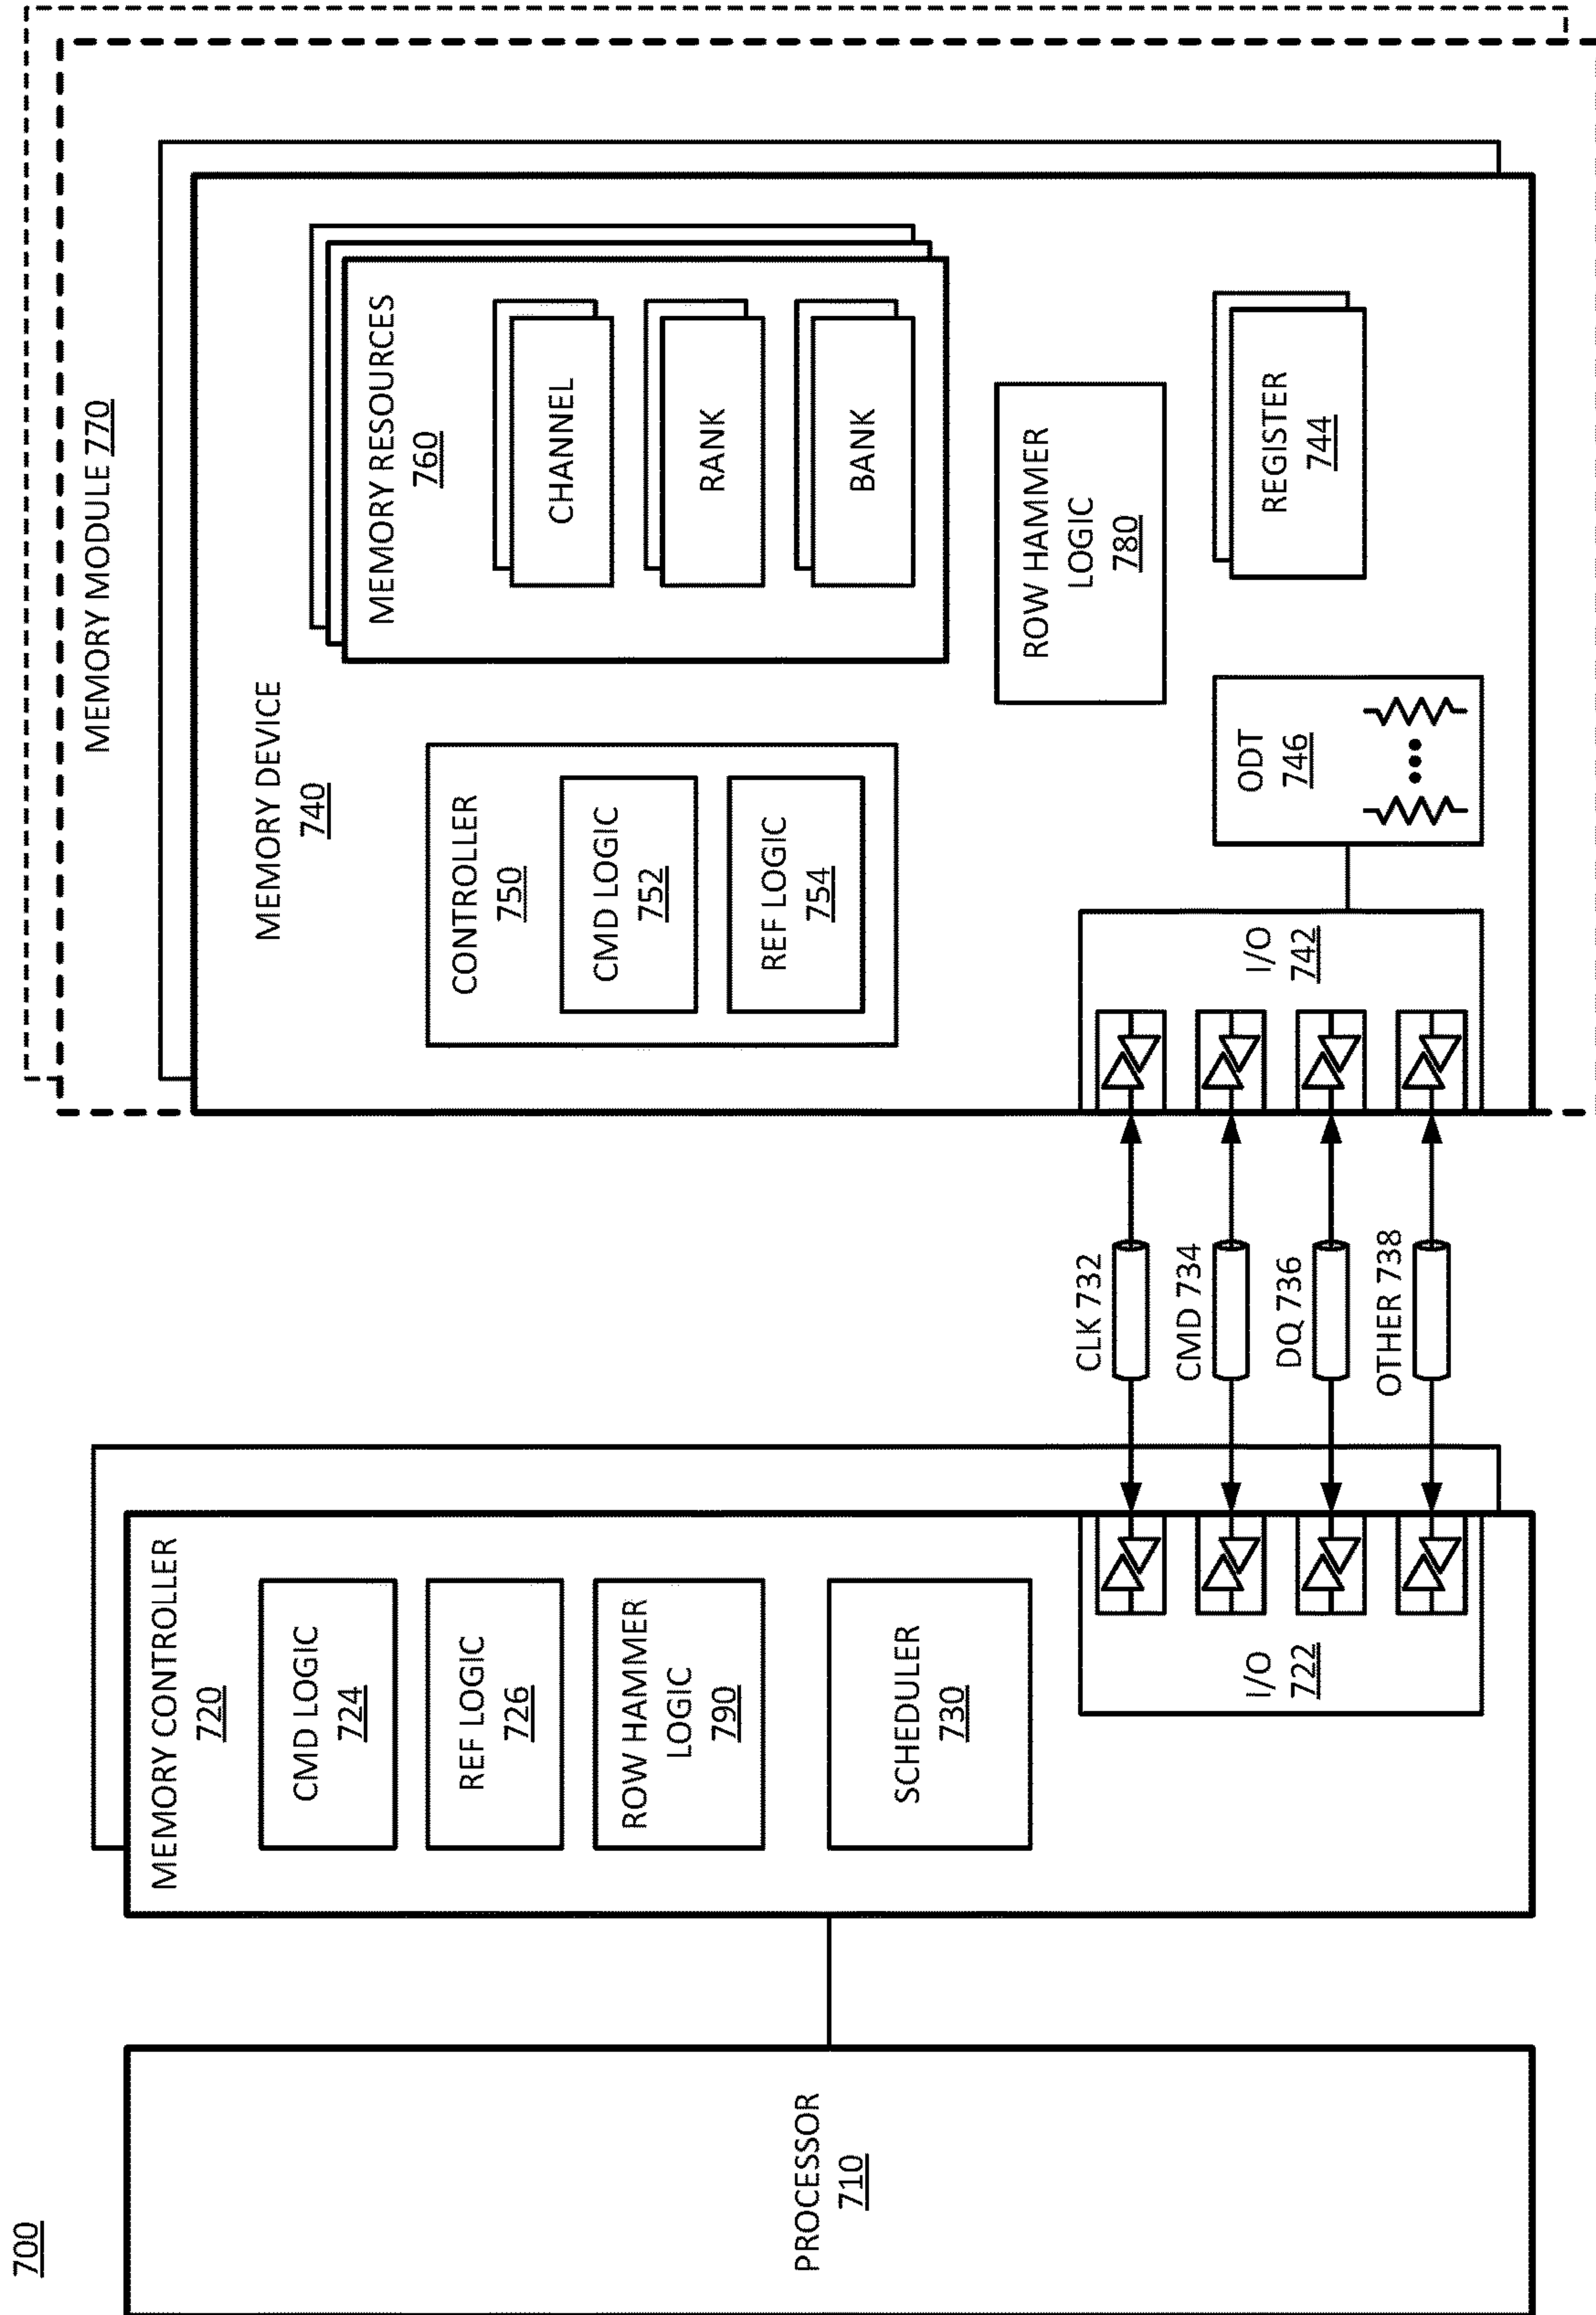 700
PROCESSOR
710
MEMORY CONTROLLER
720
CMD LOGIC
724
REF LOGIC
726
ROW HAMMER
LOGIC
790
SCHEDULER
730
I/O
722
CLK 732
CMD 734
DQ 736
OTHER 738
MEMORY MODULE 770
MEMORY DEVICE
740
CONTROLLER
750
CMD LOGIC
752
REF LOGIC
754
MEMORY RESOURCES
760
CHANNEL
RANK
BANK
ROW HAMMER
LOGIC
780
I/O
742
ODT
746
REGISTER
744